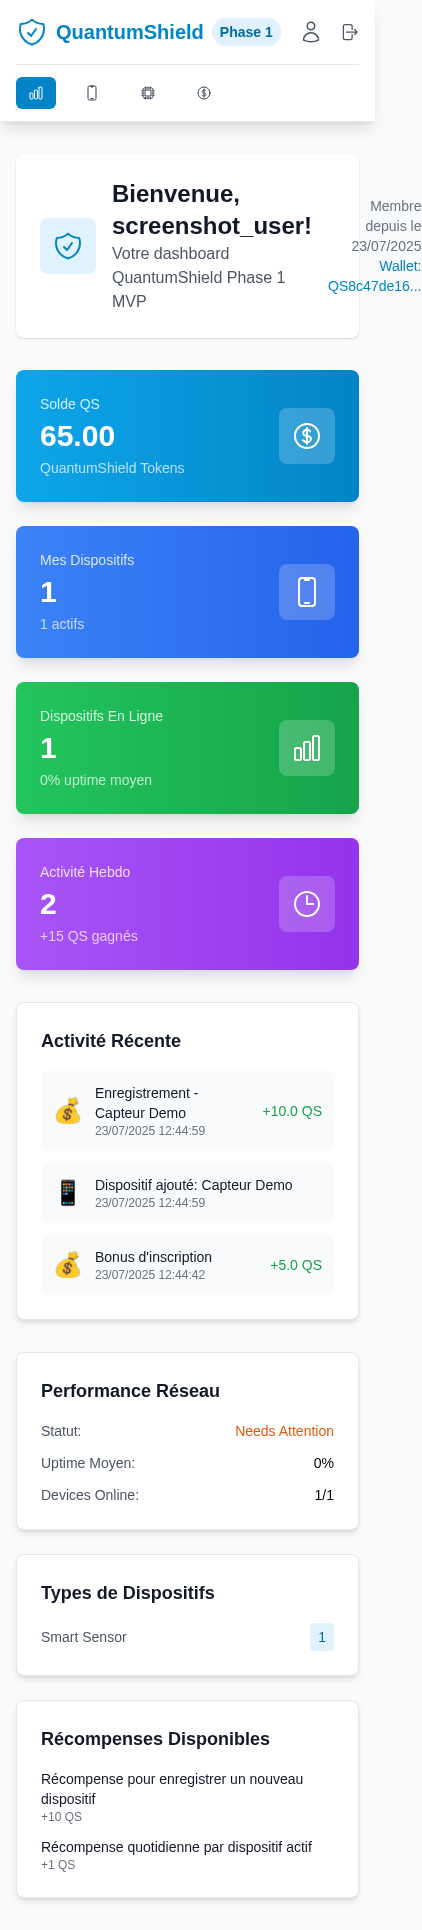 QuantumShield Phase 1
Bienvenue,
screenshot_user!
Votre dashboard
QuantumShield Phase 1
MVP
Membre
depuis le
23/07/2025
Wallet:
QS8c47de16...
Solde QS
65.00
QuantumShield Tokens
Mes Dispositifs
1
1 actifs
Dispositifs En Ligne
1
0% uptime moyen
Activité Hebdo
2
+15 QS gagnés
Activité Récente
Enregistrement -
Capteur Demo
23/07/2025 12:44:59
+10.0 QS
Dispositif ajouté: Capteur Demo
23/07/2025 12:44:59
Bonus d'inscription
23/07/2025 12:44:42
+5.0 QS
Performance Réseau
Statut: Needs Attention
Uptime Moyen: 0%
Devices Online: 1/1
Types de Dispositifs
Smart Sensor 1
Récompenses Disponibles
Récompense pour enregistrer un nouveau
dispositif
+10 QS
Récompense quotidienne par dispositif actif
+1 QS